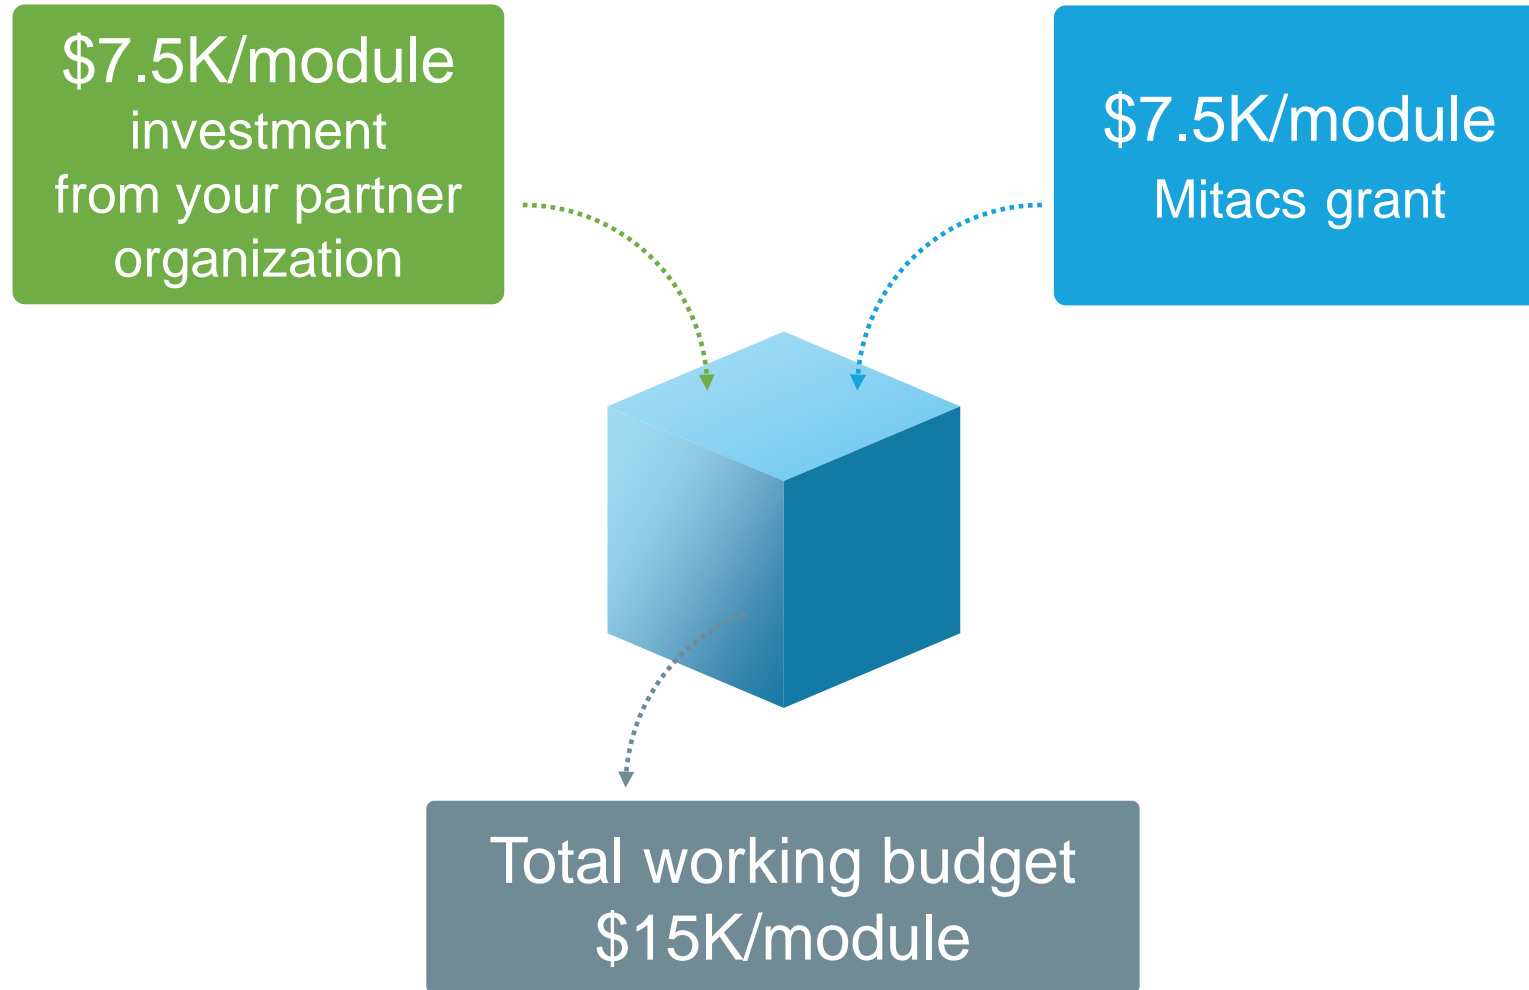 $7.5K/module
investment
from your partner
organization
$7.5K/module
Mitacs grant
Total working budget
$15K/module